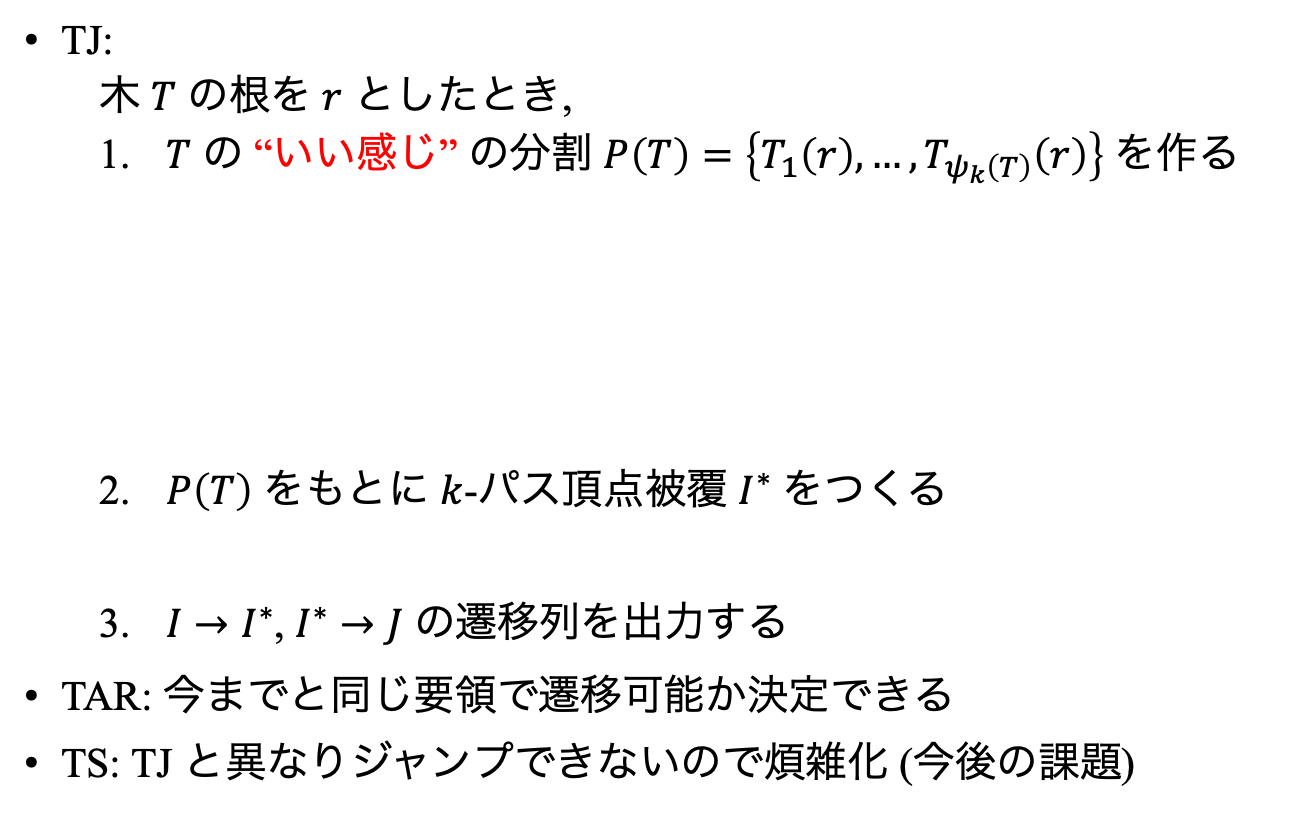 • TJ:
木 𝑇 の根を 𝑟 としたとき,
1. 𝑇 の “いい感じ” の分割 𝑃(𝑇) = {𝑇₁(𝑟), … , 𝑇_{𝜓_𝑘(𝑇)}(𝑟)} を作る
2. 𝑃(𝑇) をもとに 𝑘-パス頂点被覆 𝐼* をつくる
3. 𝐼 → 𝐼*, 𝐼* → 𝐽 の遷移列を出力する
• TAR: 今までと同じ要領で遷移可能か決定できる
• TS: TJ と異なりジャンプできないので煩雑化 (今後の課題)